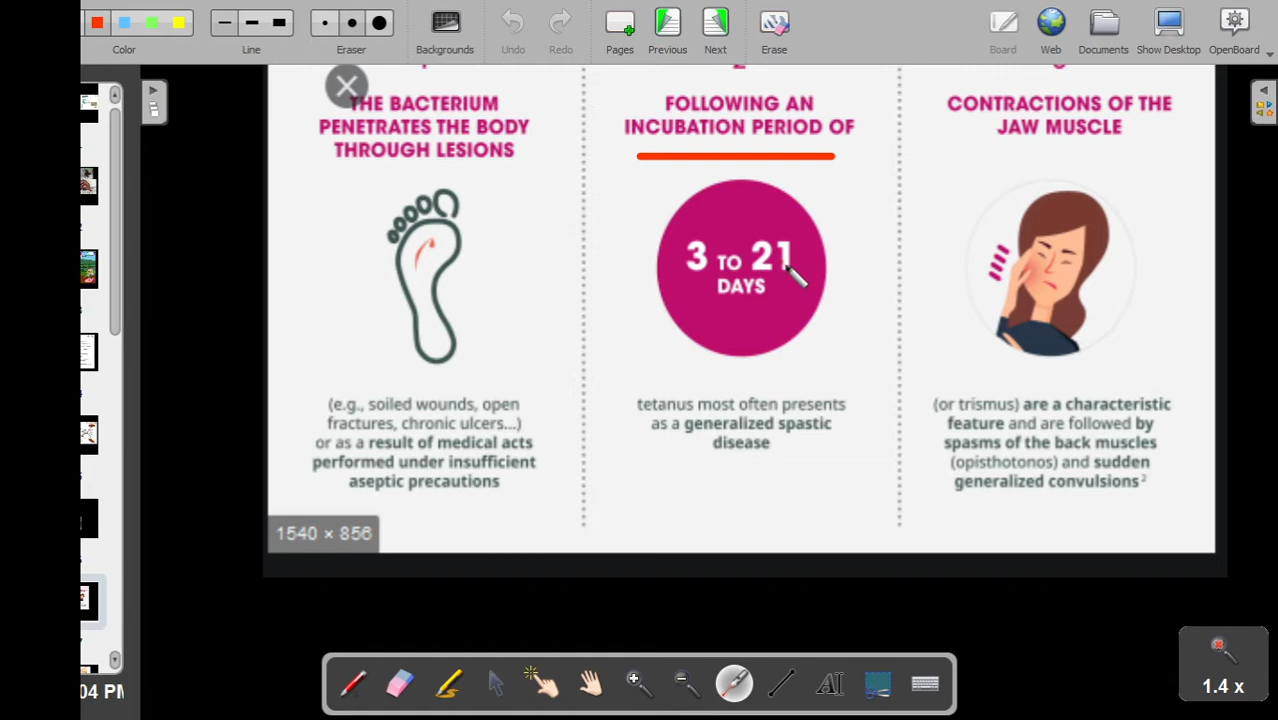 Color
Line
Eraser
Backgrounds
Undo
Redo
Pages
Previous
Next
Erase
Board
Web
Documents
Show Desktop
OpenBoard
THE BACTERIUM
PENETRATES THE BODY
THROUGH LESIONS
(e.g., soiled wounds, open
fractures, chronic ulcers...)
or as a result of medical acts
performed under insufficient
aseptic precautions
FOLLOWING AN
INCUBATION PERIOD OF
3 TO 21
DAYS
tetanus most often presents
as a generalized spastic
disease
CONTRACTIONS OF THE
JAW MUSCLE
(or trismus) are a characteristic
feature and are followed by
spasms of the back muscles
(opisthotonos) and sudden
generalized convulsions 2
1540 × 856
:04 PM
AI
1.4 x